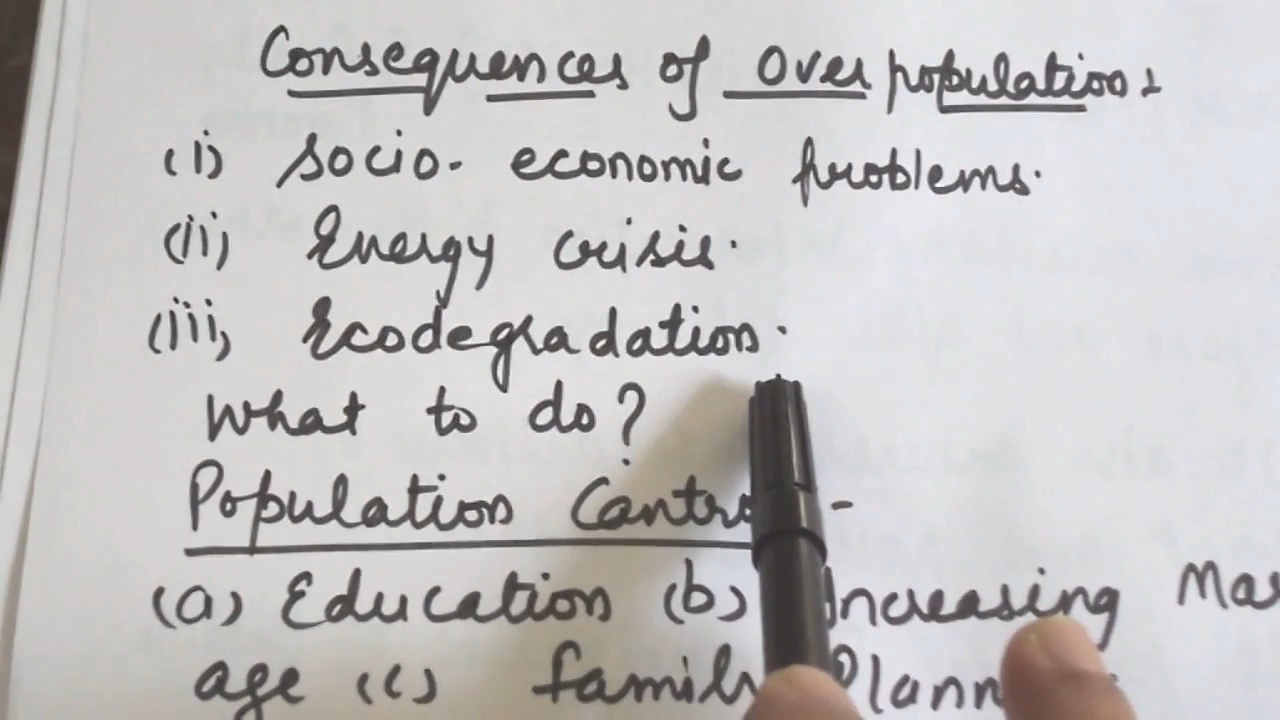 Consequences of Over population:
(i) Socio- economic problems.
(ii) Energy crisis.
(iii) Ecodegradation.
What to do?
Population -
(a) Education (b) Increasing
age (c) family